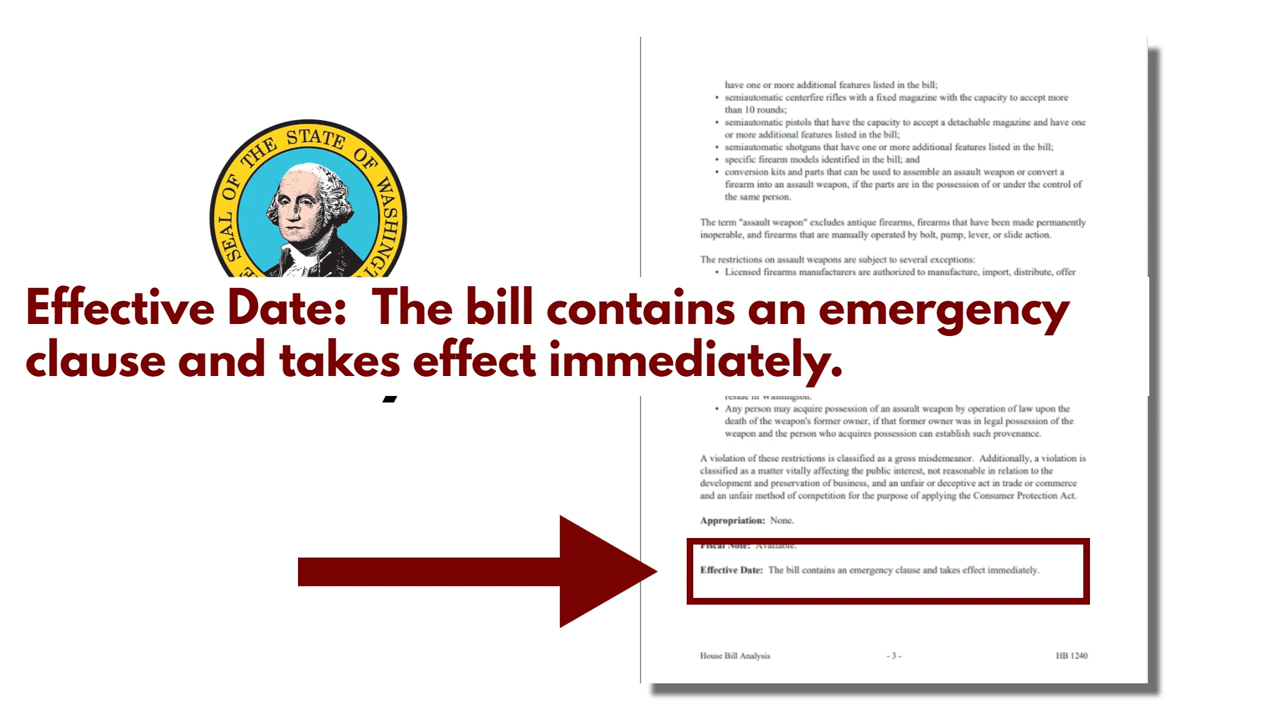 SEAL OF THE STATE OF WASHINGT
have one or more additional features listed in the bill;
• semiautomatic centerfire rifles with a fixed magazine with the capacity to accept more
than 10 rounds;
• semiautomatic pistols that have the capacity to accept a detachable magazine and have one
or more additional features listed in the bill;
• semiautomatic shotguns that have one or more additional features listed in the bill;
• specific firearm models identified in the bill; and
• conversion kits and parts that can be used to assemble an assault weapon or convert a
firearm into an assault weapon, if the parts are in the possession of or under the control of
the same person.
The term "assault weapon" excludes antique firearms, firearms that have been made permanently
inoperable, and firearms that are manually operated by bolt, pump, lever, or slide action.
The restrictions on assault weapons are subject to several exceptions:
• Licensed firearms manufacturers are authorized to manufacture, import, distribute, offer
Effective Date: The bill contains an emergency
clause and takes effect immediately.
reside in Washington.
• Any person may acquire possession of an assault weapon by operation of law upon the
death of the weapon's former owner, if that former owner was in legal possession of the
weapon and the person who acquires possession can establish such provenance.
A violation of these restrictions is classified as a gross misdemeanor. Additionally, a violation is
classified as a matter vitally affecting the public interest, not reasonable in relation to the
development and preservation of business, and an unfair or deceptive act in trade or commerce
and an unfair method of competition for the purpose of applying the Consumer Protection Act.
Appropriation: None.
Fiscal Note: Available.
Effective Date: The bill contains an emergency clause and takes effect immediately.
House Bill Analysis - 3 - HB 1240